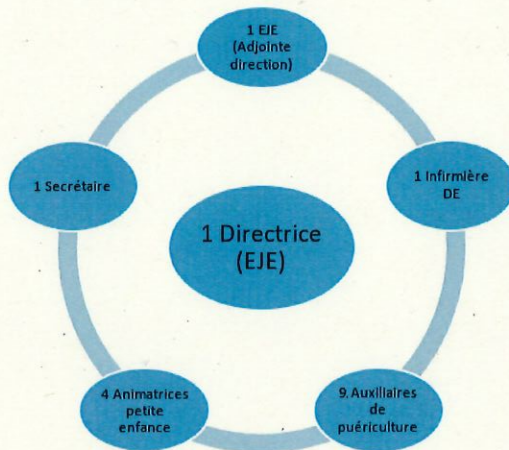 1 EJE
(Adjointe
direction)
1 Secrétaire
1 Infirmière
DE
1 Directrice
(EJE)
4 Animatrices
petite
enfance
9 Auxiliaires
de
puériculture